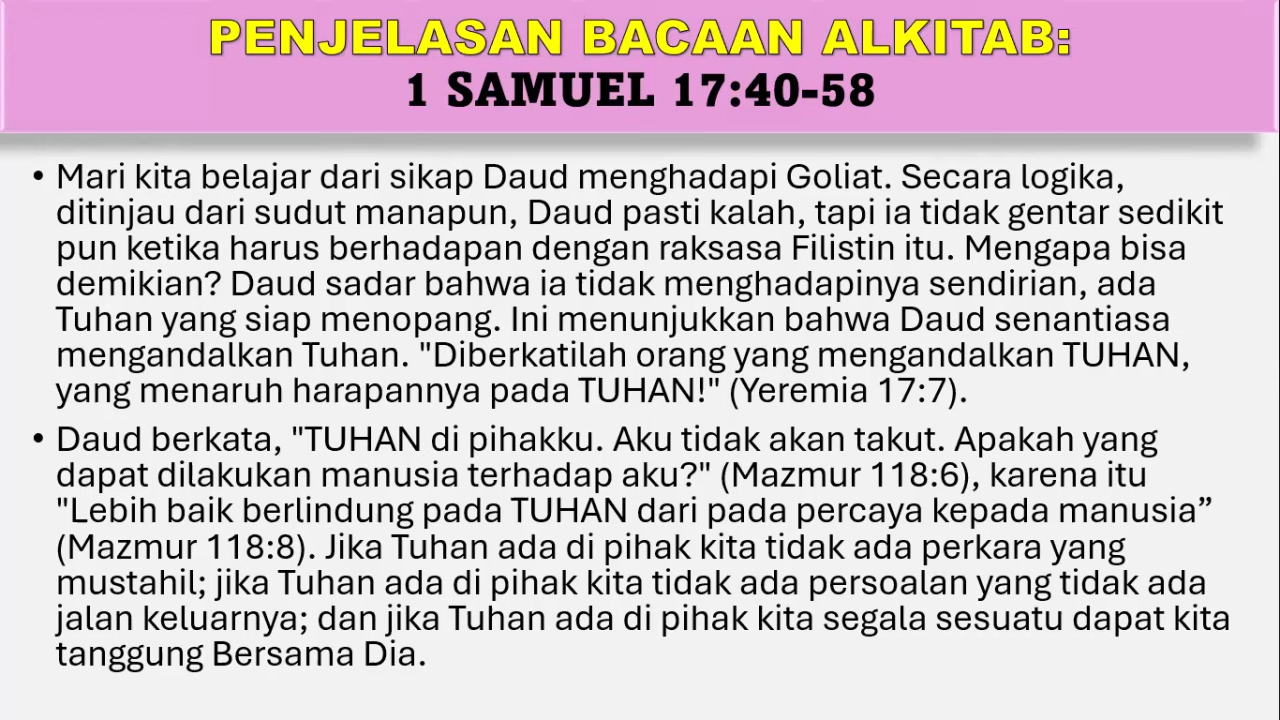 PENJELASAN BACAAN ALKITAB:
1 SAMUEL 17:40-58
• Mari kita belajar dari sikap Daud menghadapi Goliat. Secara logika,
ditinjau dari sudut manapun, Daud pasti kalah, tapi ia tidak gentar sedikit
pun ketika harus berhadapan dengan raksasa Filistin itu. Mengapa bisa
demikian? Daud sadar bahwa ia tidak menghadapinya sendirian, ada
Tuhan yang siap menopang. Ini menunjukkan bahwa Daud senantiasa
mengandalkan Tuhan. "Diberkatilah orang yang mengandalkan TUHAN,
yang menaruh harapannya pada TUHAN!" (Yeremia 17:7).
• Daud berkata, "TUHAN di pihakku. Aku tidak akan takut. Apakah yang
dapat dilakukan manusia terhadap aku?" (Mazmur 118:6), karena itu
"Lebih baik berlindung pada TUHAN dari pada percaya kepada manusia”
(Mazmur 118:8). Jika Tuhan ada di pihak kita tidak ada perkara yang
mustahil; jika Tuhan ada di pihak kita tidak ada persoalan yang tidak ada
jalan keluarnya; dan jika Tuhan ada di pihak kita segala sesuatu dapat kita
tanggung Bersama Dia.